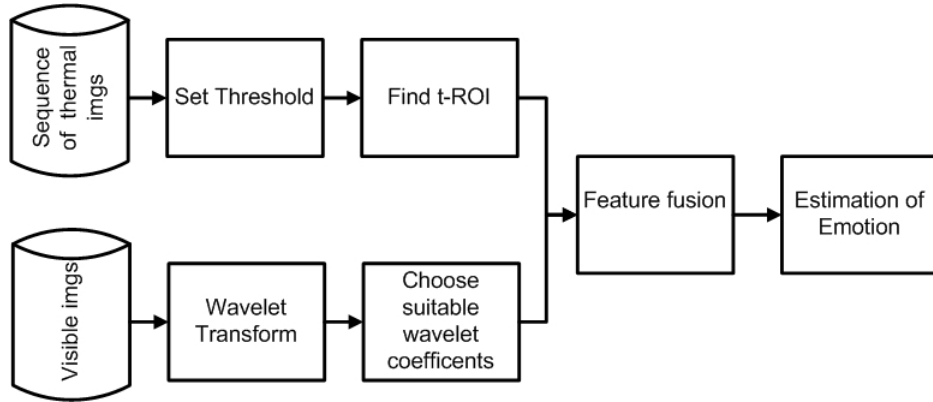 Sequence
of thermal
imgs
Set Threshold
Find t-ROI
Feature fusion
Estimation of
Emotion
Visible imgs
Wavelet
Transform
Choose
suitable
wavelet
coefficents